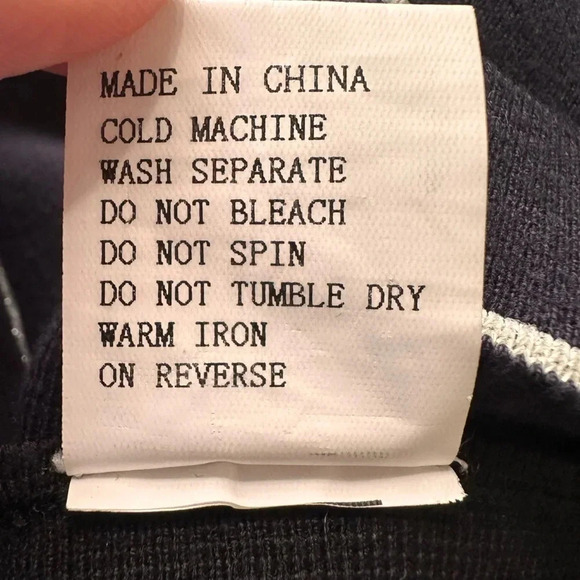 MADE IN CHINA
COLD MACHINE
WASH SEPARATE
DO NOT BLEACH
DO NOT SPIN
DO NOT TUMBLE DRY
WARM IRON
ON REVERSE